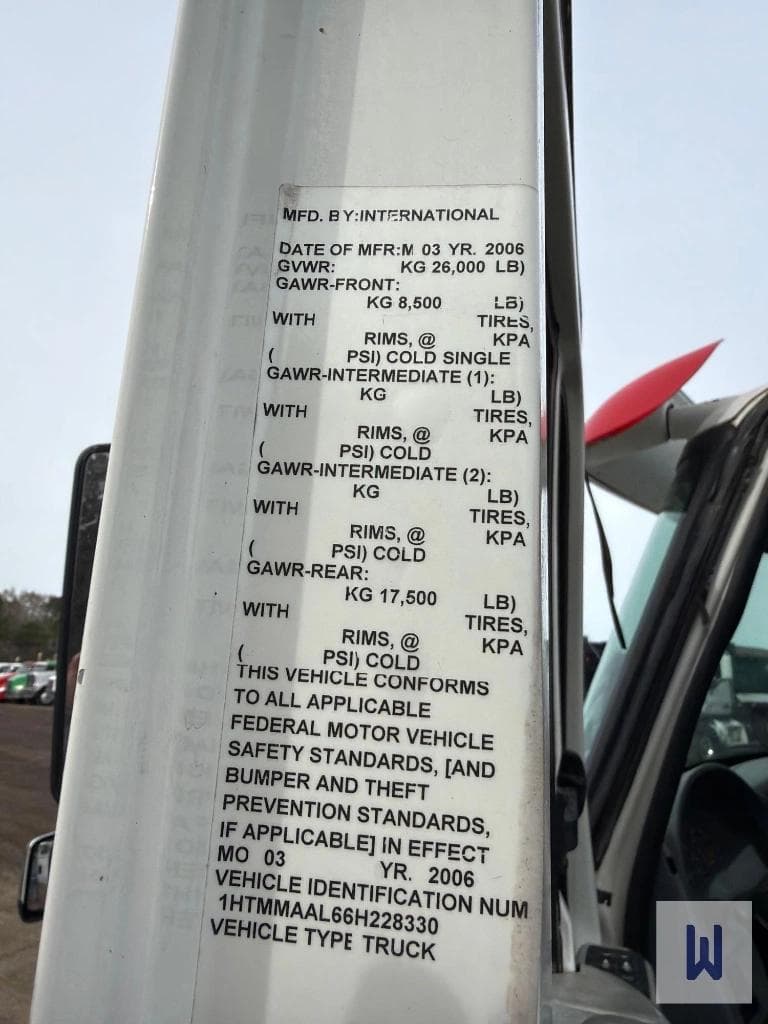 MFD. BY:INTERNATIONAL
DATE OF MFR:M 03 YR. 2006
GVWR: KG 26,000 LB)
GAWR-FRONT:
KG 8,500 LB)
WITH TIRES,
RIMS, @ KPA
( PSI) COLD SINGLE
GAWR-INTERMEDIATE (1):
KG LB)
WITH TIRES,
RIMS, @ KPA
( PSI) COLD
GAWR-INTERMEDIATE (2):
KG LB)
WITH TIRES,
RIMS, @ KPA
( PSI) COLD
GAWR-REAR:
KG 17,500 LB)
WITH TIRES,
RIMS, @ KPA
( PSI) COLD
THIS VEHICLE CONFORMS
TO ALL APPLICABLE
FEDERAL MOTOR VEHICLE
SAFETY STANDARDS, [AND
BUMPER AND THEFT
PREVENTION STANDARDS,
IF APPLICABLE] IN EFFECT
MO 03 YR. 2006
VEHICLE IDENTIFICATION NUM
1HTMMAAL66H228330
VEHICLE TYPE TRUCK
W